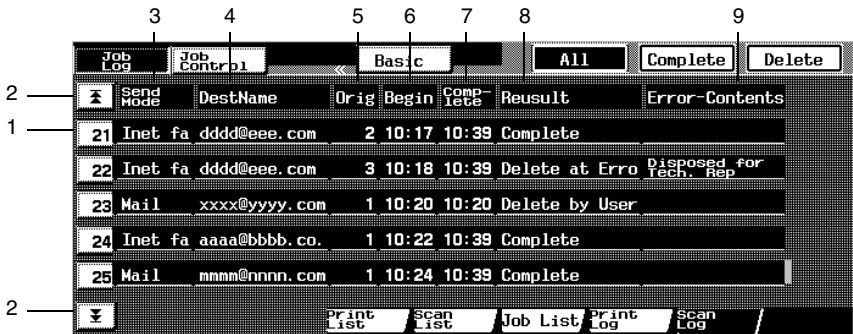 3 4 5 6 7 8 9
Job Log Job Control « Basic All Complete Delete
2 Send Mode DestName Orig Begin Comp-lete Reusult Error-Contents
1 21 Inet fa dddd@eee.com 2 10:17 10:39 Complete
22 Inet fa dddd@eee.com 3 10:18 10:39 Delete at Erro Disposed for Tech. Rep
23 Mail xxxx@yyyy.com 1 10:20 10:20 Delete by User
24 Inet fa aaaa@bbbb.co. 1 10:22 10:39 Complete
25 Mail mmmm@nnnn.com 1 10:24 10:39 Complete
2 Print List Scan List Job List Print Log Scan Log